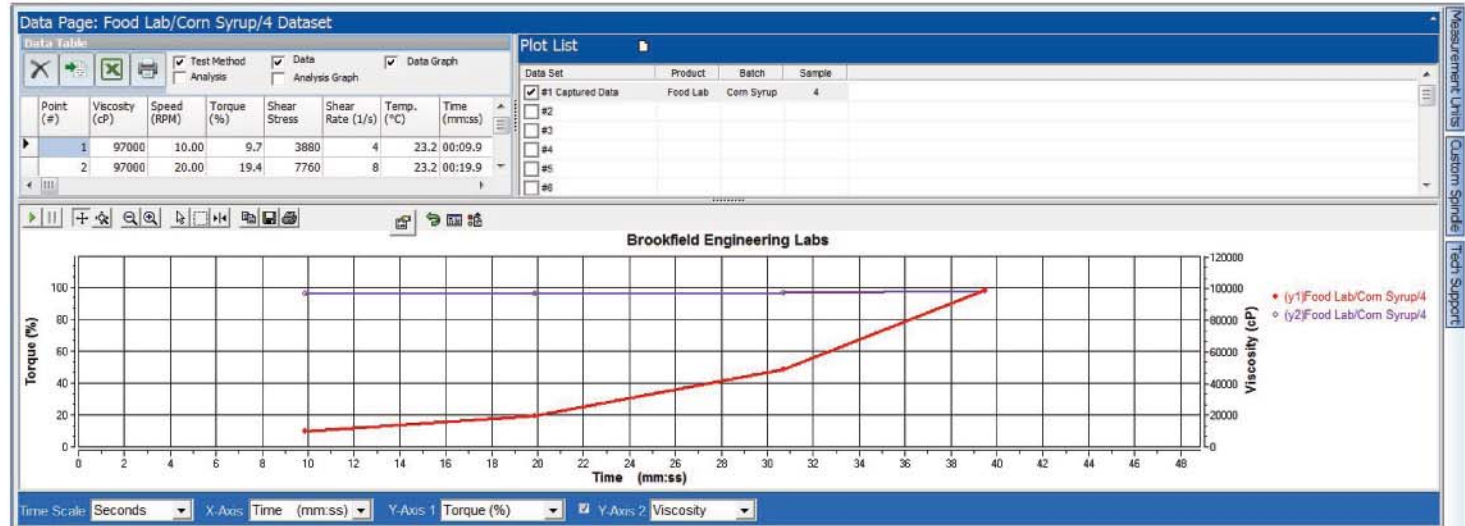 Data Page: Food Lab/Corn Syrup/4 Dataset
Data Table
Test Method Data Data Graph
Analysis Analysis Graph
Point (#) Viscosity (cP) Speed (RPM) Torque (%) Shear Stress Shear Rate (1/s) Temp. (°C) Time (mm:ss)
1 97000 10.00 9.7 3880 4 23.2 00:09.9
2 97000 20.00 19.4 7760 8 23.2 00:19.9
Plot List
Data Set Product Batch Sample
#1 Captured Data Food Lab Corn Syrup 4
#2
#3
#4
#5
#6
Measurement Units
Custom Spindle
Tech Support
Brookfield Engineering Labs
Torque (%)
100
80
60
40
20
0
120000
100000
80000
60000
40000
20000
0
Viscosity (cP)
(y1)Food Lab/Corn Syrup/4
(y2)Food Lab/Corn Syrup/4
0 2 4 6 8 10 12 14 16 18 20 22 24 26 28 30 32 34 36 38 40 42 44 46 48
Time (mm:ss)
Time Scale Seconds X-Axis Time (mm:ss) Y-Axis 1 Torque (%) Y-Axis 2 Viscosity